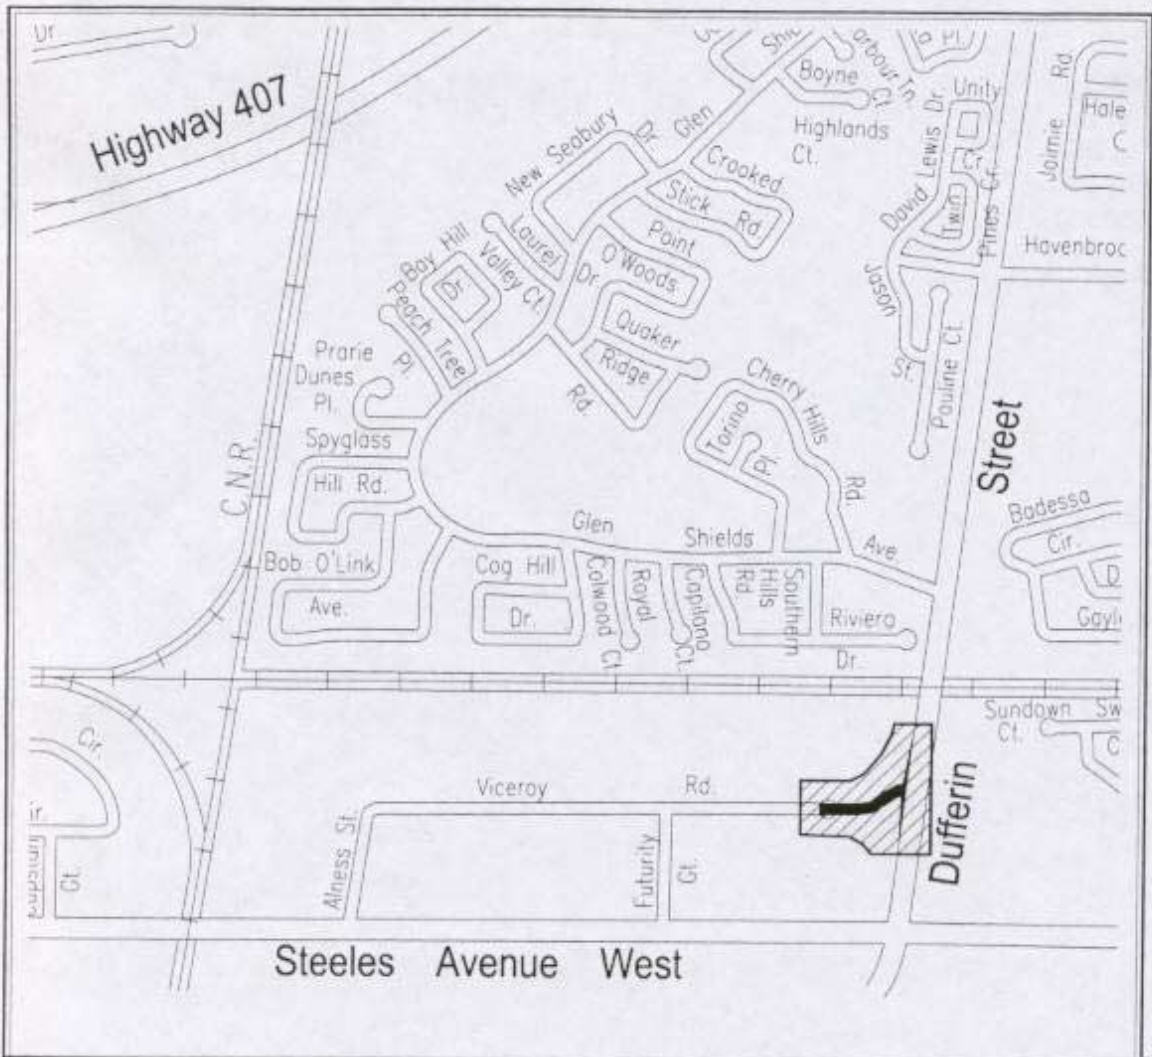 Dr
Highway 407
C.N.R.
New Seabury
Dr.
Glen
Boyne
Ct.
Highlands
Ct.
Crooked
Stick Rd.
Point
O'Woods
Dr.
Bay Hill
Dr
Laurel
Valley Ct.
Peach Tree
Pl.
Quaker
Ridge
Rd.
Prarie
Dunes
Pl.
Spyglass
Hill Rd.
Torino
Pl.
Cherry Hills
Rd.
David Lewis Dr.
Unity
Cr.
Twin
Pines Cr.
Jason
St.
Pauline Ct.
Jaimie Rd
Hale
Havenbroo
Street
Badessa
Cir.
D
Gayl
Glen Shields Ave.
Bob O'Link
Ave.
Cog Hill
Dr.
Colwood
Ct.
Royal
Capilano
Ct.
Southern
Hills
Rd
Riviera
Dr.
Sundown
Ct.
Sw
C
Cir.
ir.
Gt.
Viceroy Rd.
Alness St.
Futurity
Gt.
Dufferin
Steeles Avenue West